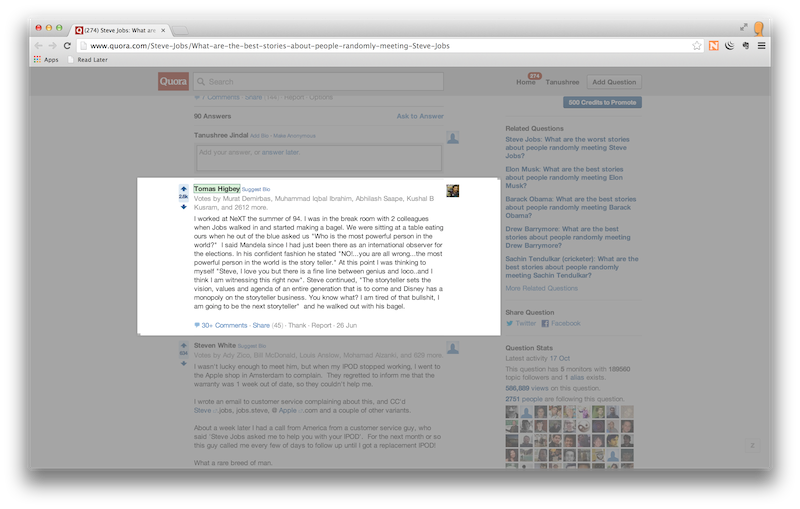 (274) Steve Jobs: What are
www.quora.com/Steve-Jobs/What-are-the-best-stories-about-people-randomly-meeting-Steve-Jobs
Apps Read Later
Quora
Search
Home 274 Tanushree Add Question
7 Comments · Share (144) · Report · Options
500 Credits to Promote
90 Answers
Ask to Answer
Tanushree Jindal Add Bio · Make Anonymous
Add your answer, or answer later.
Tomas Higbey Suggest Bio
2.6k
Votes by Murat Demirbas, Muhammad Iqbal Ibrahim, Abhilash Saape, Kushal B
Kusram, and 2612 more.
I worked at NeXT the summer of 94. I was in the break room with 2 colleagues
when Jobs walked in and started making a bagel. We were sitting at a table eating
ours when he out of the blue asked us "Who is the most powerful person in the
world?"  I said Mandela since I had just been there as an international observer for
the elections. In his confident fashion he stated "NO!...you are all wrong...the most
powerful person in the world is the story teller." At this point I was thinking to
myself "Steve, I love you but there is a fine line between genius and loco..and I
think I am witnessing this right now". Steve continued, "The storyteller sets the
vision, values and agenda of an entire generation that is to come and Disney has a
monopoly on the storyteller business. You know what? I am tired of that bullshit, I
am going to be the next storyteller"  and he walked out with his bagel.
30+ Comments · Share (45) · Thank · Report · 26 Jun
Steven White Suggest Bio
Votes by Ady Zics, Bill McDonald, Louis Anslow, Mohamad Alzanki, and 629 more.
I wasn't lucky enough to meet him, but when my IPOD stopped working, I went to
the Apple shop in Amsterdam to complain.  They regretted to inform me that the
warranty was 1 week out of date, so they couldn't help me.
I wrote an email to customer service complaining about this, and CC'd
Steve .jobs, jobs.steve, @ Apple .com and a couple of other variants.
About a week later I had a call from America from a customer service guy, who
said 'Steve Jobs asked me to help you with your IPOD'.  For the next month or so
this guy called me every few of days to follow up until I got a replacement IPOD!
What a rare breed of man.
Related Questions
Steve Jobs: What are the worst stories
about people randomly meeting Steve
Jobs?
Elon Musk: What are the best stories
about people randomly meeting Elon
Musk?
Barack Obama: What are the best
stories about people randomly meeting
Barack Obama?
Drew Barrymore: What are the best
stories about people randomly meeting
Drew Barrymore?
Sachin Tendulkar (cricketer): What are
the best stories about people randomly
meeting Sachin Tendulkar?
More Related Questions
Share Question
Twitter Facebook
Question Stats
Latest activity 17 Oct
This question has 5 monitors with 189560
topic followers and 1 alias exists.
586,889 views on this question.
2751 people are following this question.
2